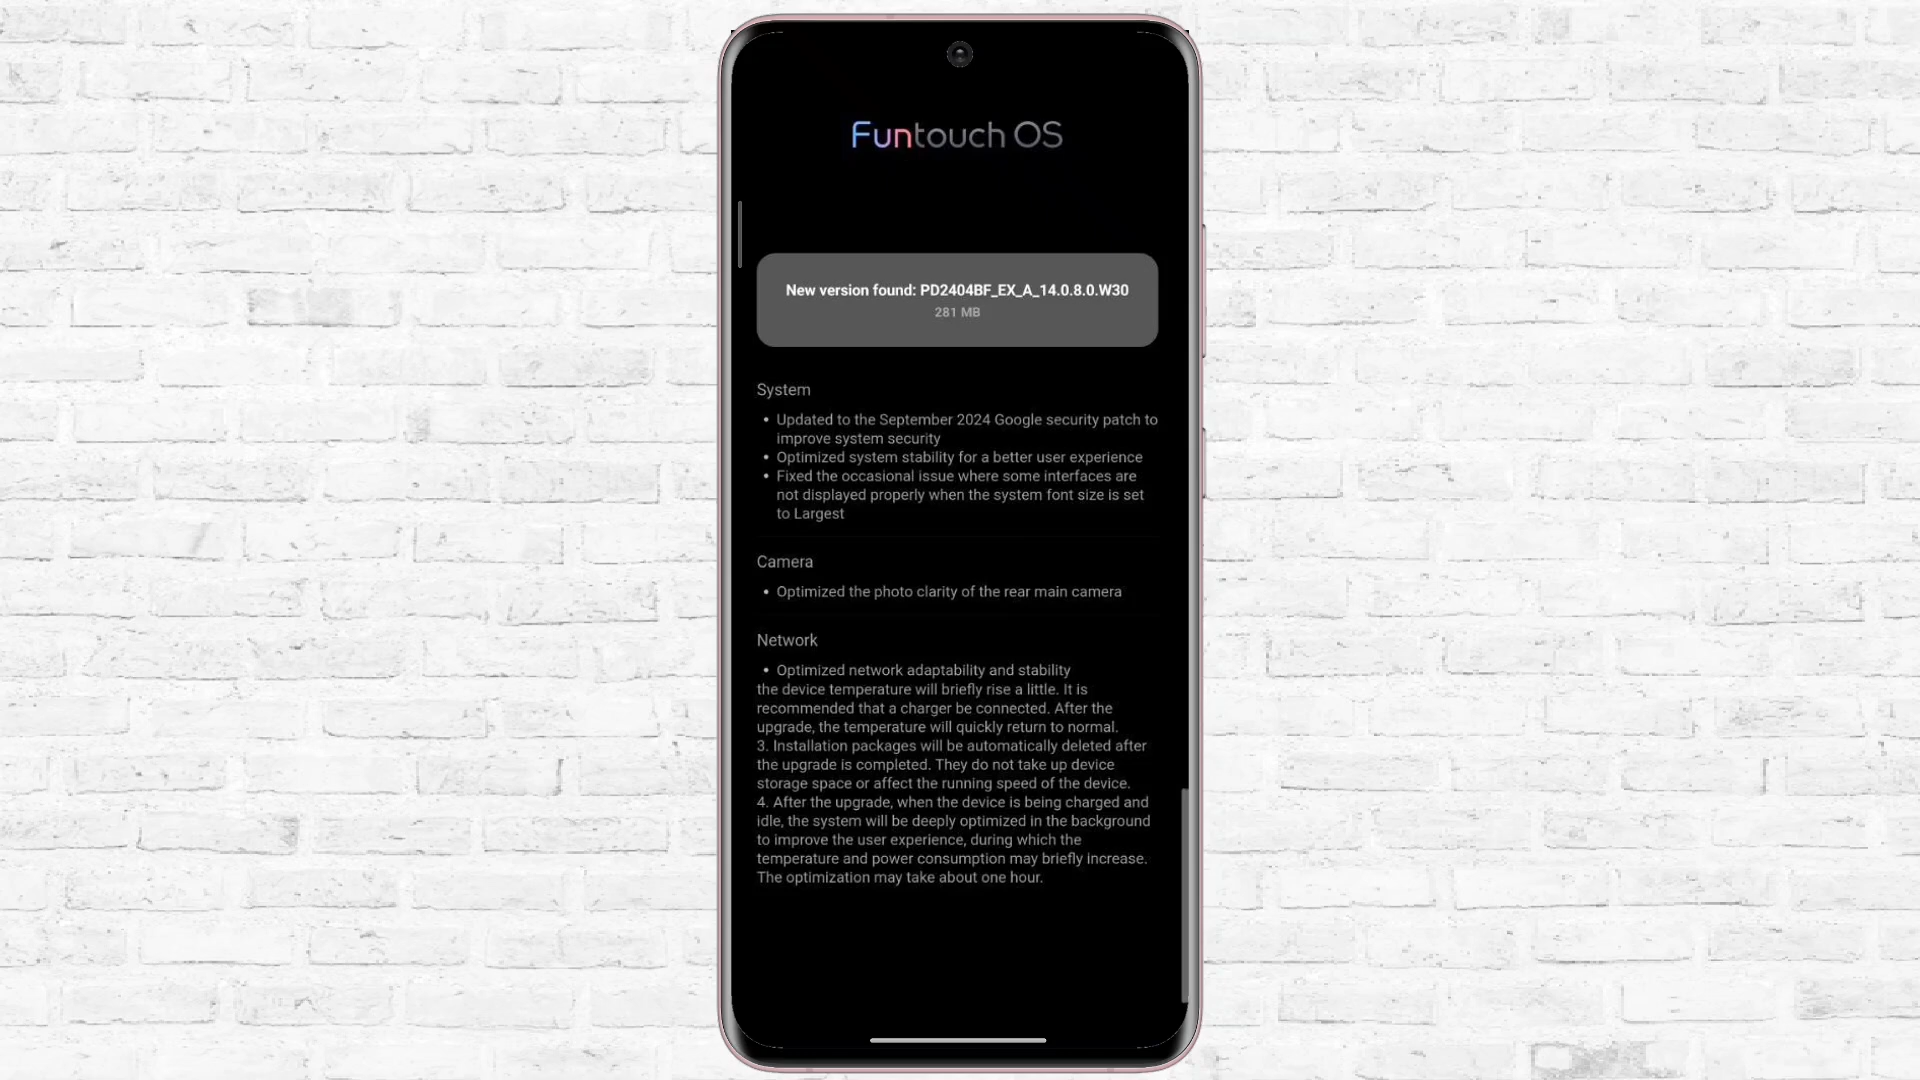 Funtouch OS
New version found: PD2404BF_EX_A_14.0.8.0.W30
281 MB
System
• Updated to the September 2024 Google security patch to
improve system security
• Optimized system stability for a better user experience
• Fixed the occasional issue where some interfaces are
not displayed properly when the system font size is set
to Largest
Camera
• Optimized the photo clarity of the rear main camera
Network
• Optimized network adaptability and stability
the device temperature will briefly rise a little. It is
recommended that a charger be connected. After the
upgrade, the temperature will quickly return to normal.
3. Installation packages will be automatically deleted after
the upgrade is completed. They do not take up device
storage space or affect the running speed of the device.
4. After the upgrade, when the device is being charged and
idle, the system will be deeply optimized in the background
to improve the user experience, during which the
temperature and power consumption may briefly increase.
The optimization may take about one hour.